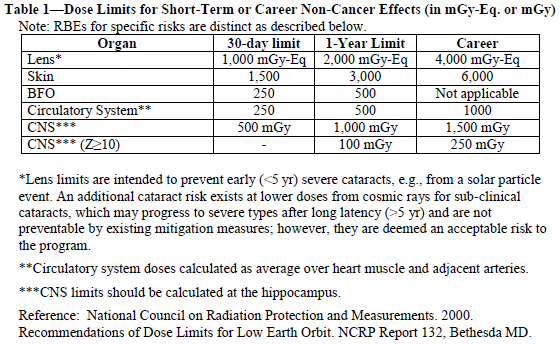 Table 1—Dose Limits for Short-Term or Career Non-Cancer Effects (in mGy-Eq. or mGy)
Note: RBEs for specific risks are distinct as described below.
Organ 30-day limit 1-Year Limit Career
Lens* 1,000 mGy-Eq 2,000 mGy-Eq 4,000 mGy-Eq
Skin 1,500 3,000 6,000
BFO 250 500 Not applicable
Circulatory System** 250 500 1000
CNS*** 500 mGy 1,000 mGy 1,500 mGy
CNS*** (Z≥10) - 100 mGy 250 mGy
*Lens limits are intended to prevent early (<5 yr) severe cataracts, e.g., from a solar particle
event. An additional cataract risk exists at lower doses from cosmic rays for sub-clinical
cataracts, which may progress to severe types after long latency (>5 yr) and are not
preventable by existing mitigation measures; however, they are deemed an acceptable risk to
the program.
**Circulatory system doses calculated as average over heart muscle and adjacent arteries.
***CNS limits should be calculated at the hippocampus.
Reference: National Council on Radiation Protection and Measurements. 2000.
Recommendations of Dose Limits for Low Earth Orbit. NCRP Report 132, Bethesda MD.